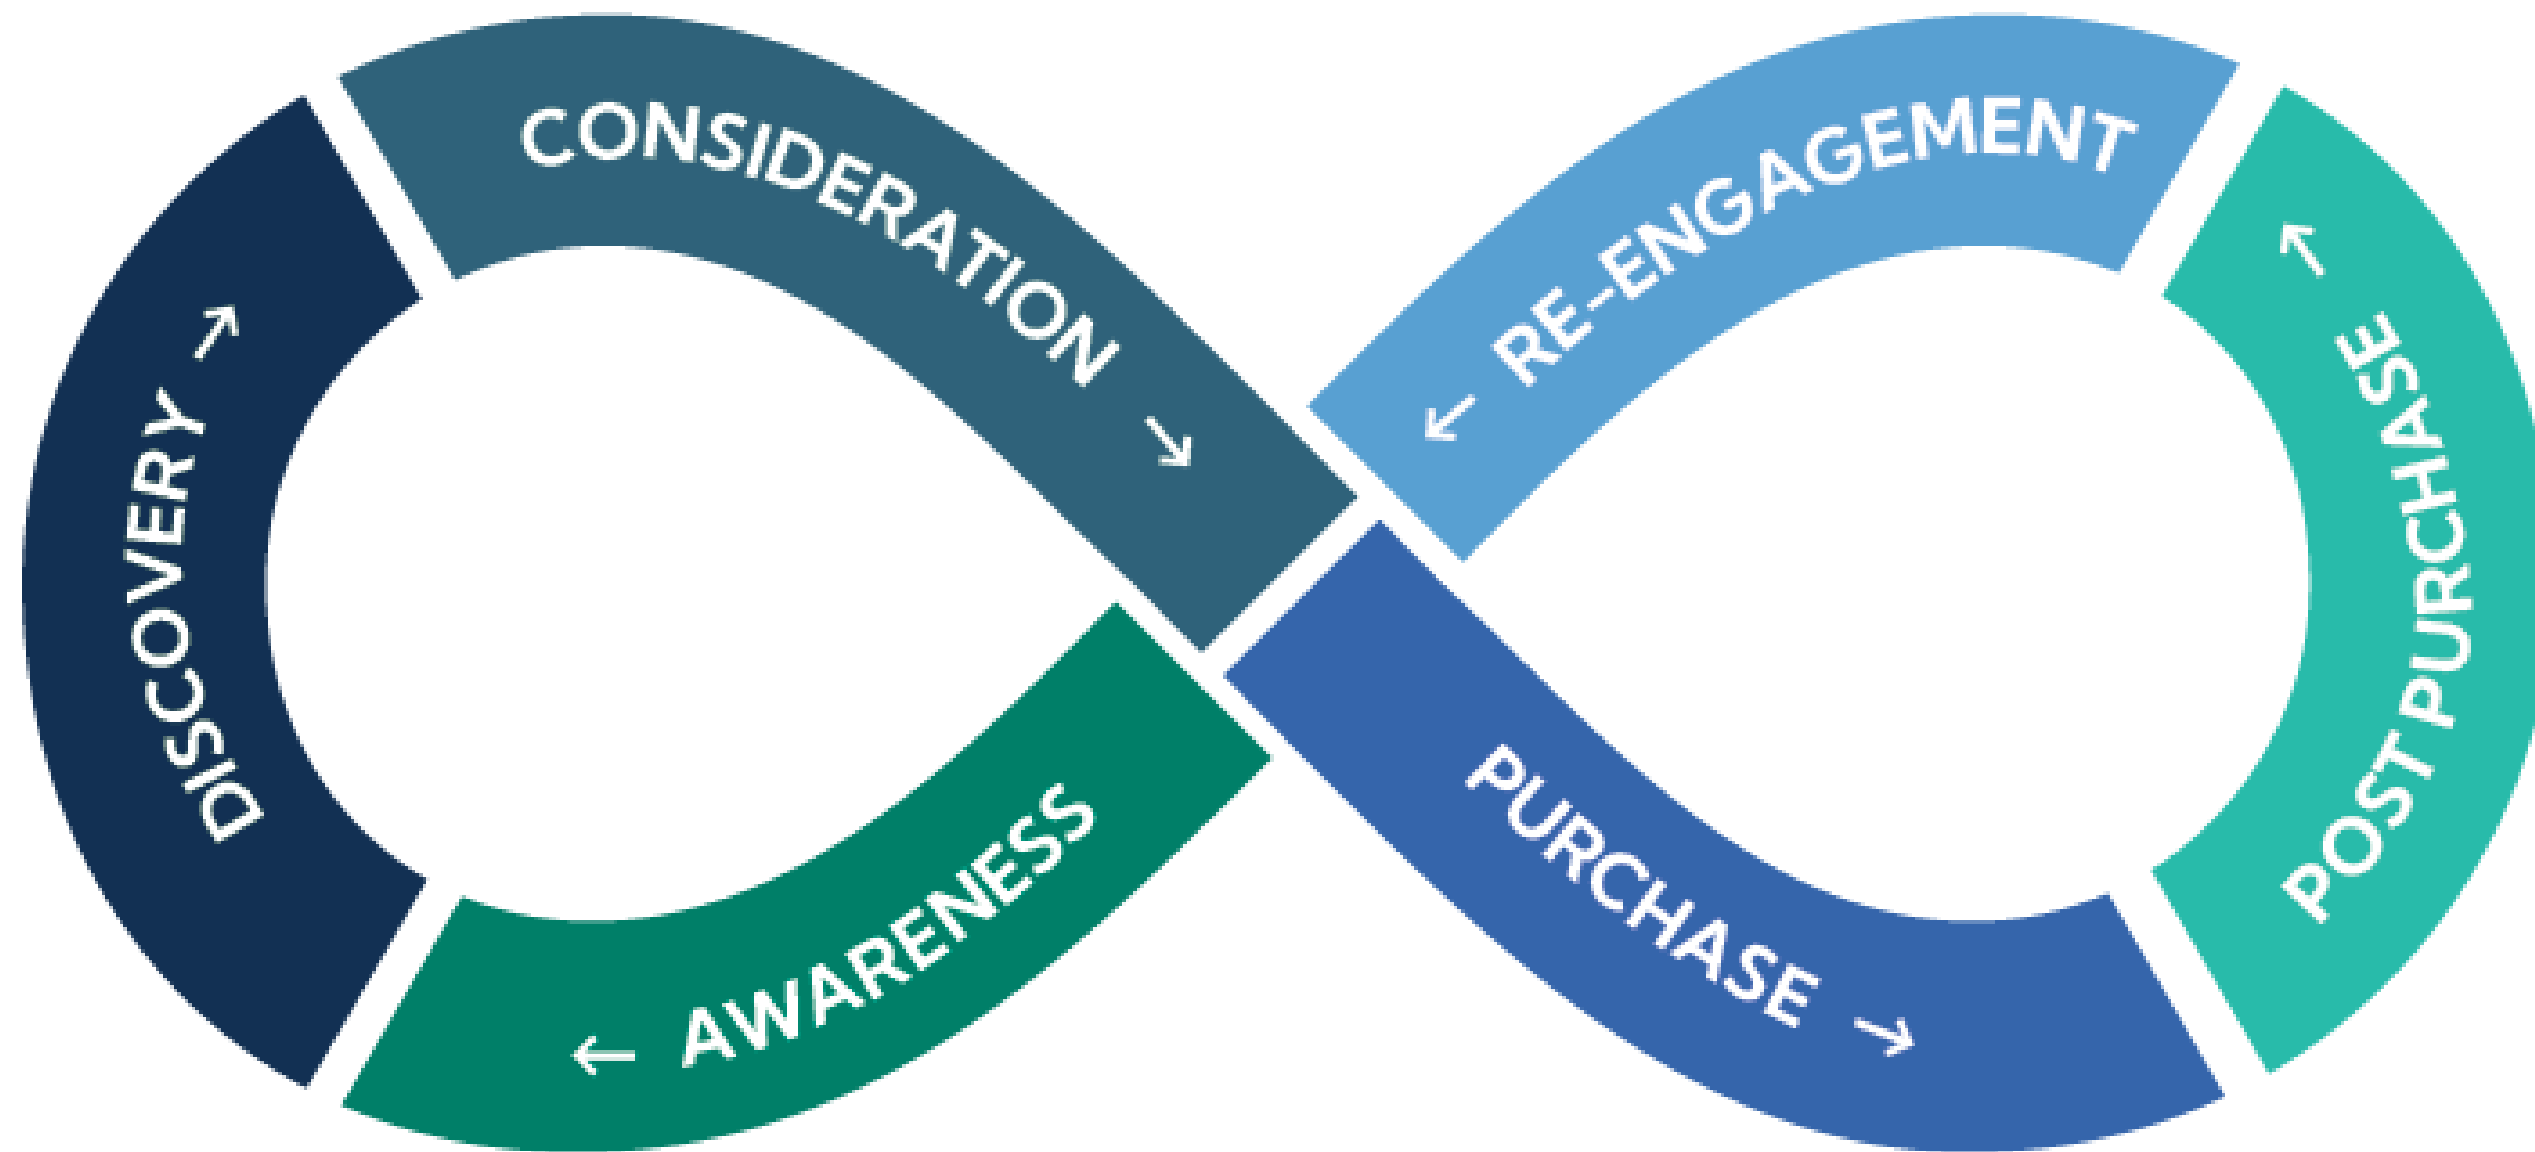 CONSIDERATION →
← RE-ENGAGEMENT
DISCOVERY →
POST PURCHASE →
← AWARENESS
PURCHASE →